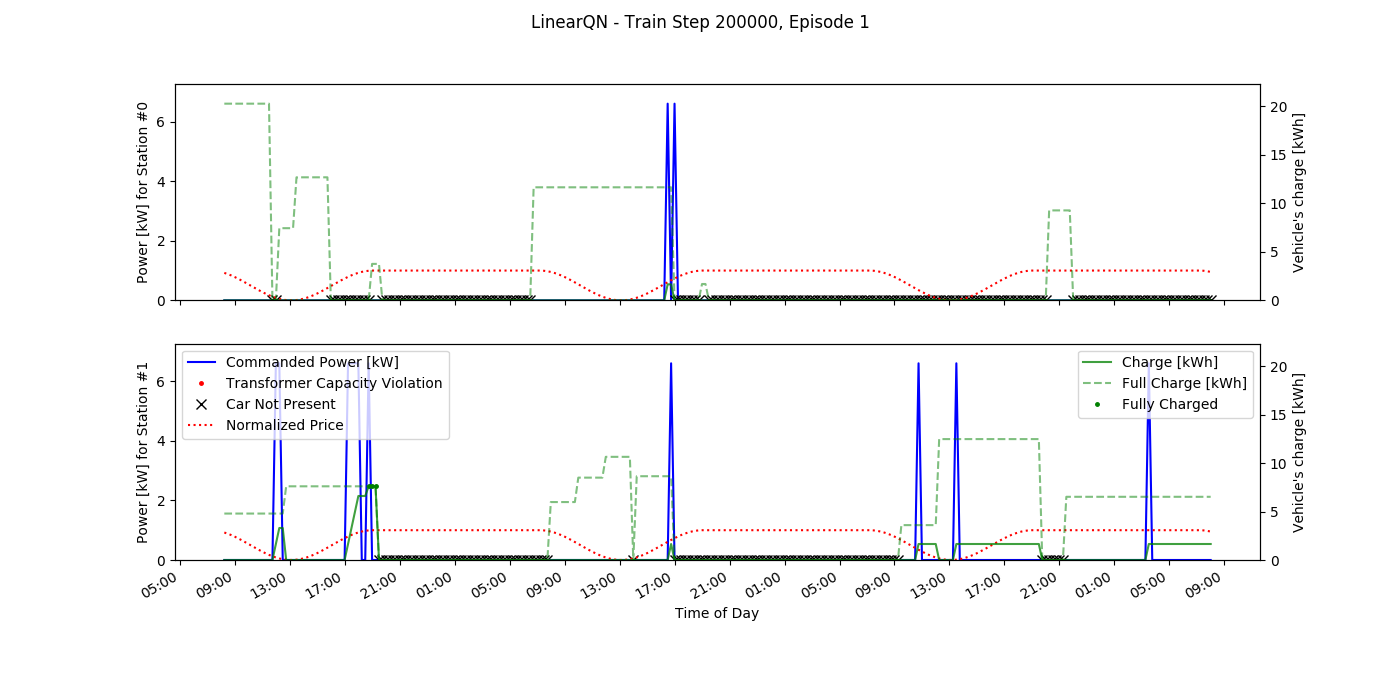 LinearQN - Train Step 200000, Episode 1
Power [kW] for Station #0
6
4
2
0
20
15
10
5
0
Vehicle's charge [kWh]
Power [kW] for Station #1
6
4
2
0
Commanded Power [kW]
Transformer Capacity Violation
Car Not Present
Normalized Price
Charge [kWh]
Full Charge [kWh]
Fully Charged
20
15
10
5
0
Vehicle's charge [kWh]
05:00 09:00 13:00 17:00 21:00 01:00 05:00 09:00 13:00 17:00 21:00 01:00 05:00 09:00 13:00 17:00 21:00 01:00 05:00 09:00
Time of Day